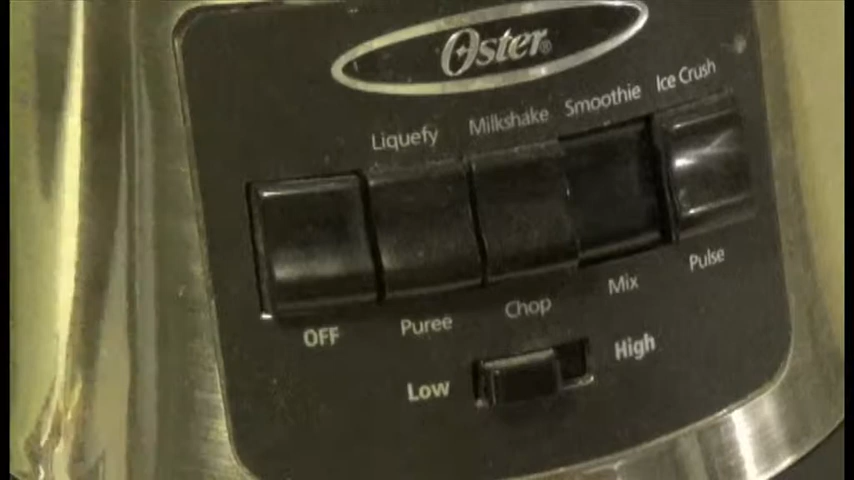 Oster®
Liquefy Milkshake Smoothie Ice Crush
OFF Puree Chop Mix Pulse
Low High